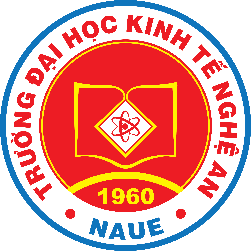 TRƯỜNG ĐẠI HỌC KINH TẾ NGHỆ AN
1960
NAUE